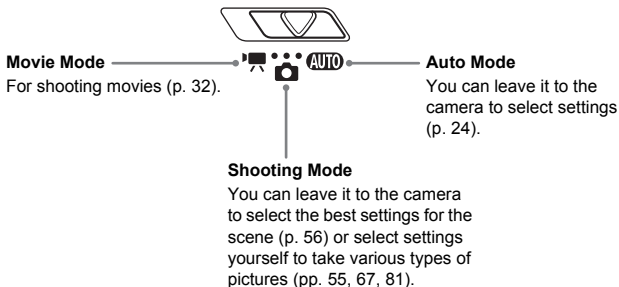 AUTO
Movie Mode
For shooting movies (p. 32).
Auto Mode
You can leave it to the
camera to select settings
(p. 24).
Shooting Mode
You can leave it to the camera
to select the best settings for the
scene (p. 56) or select settings
yourself to take various types of
pictures (pp. 55, 67, 81).